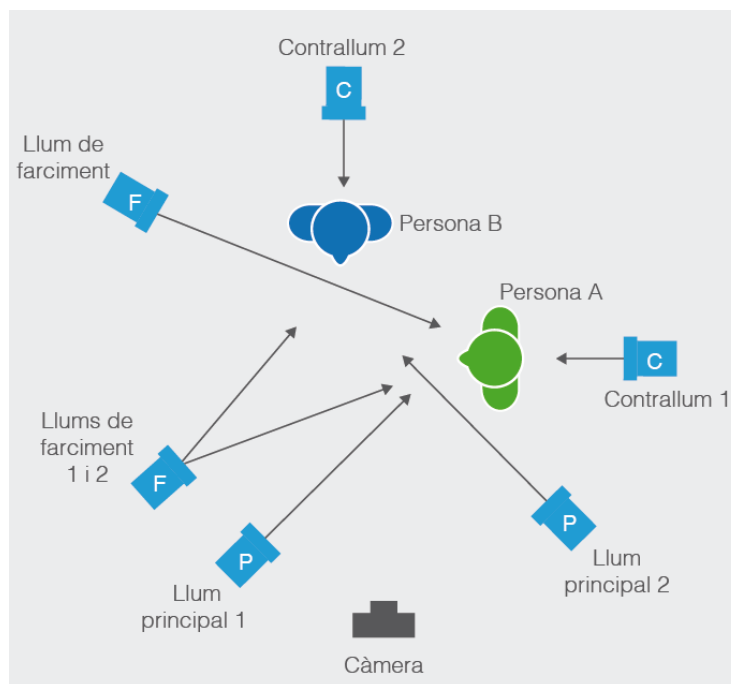 Contrallum 2
C
Llum de
farciment
F
Persona B
Persona A
C
Contrallum 1
Llums de
farciment
1 i 2
F
P
P
Llum
principal 1
Llum
principal 2
Càmera